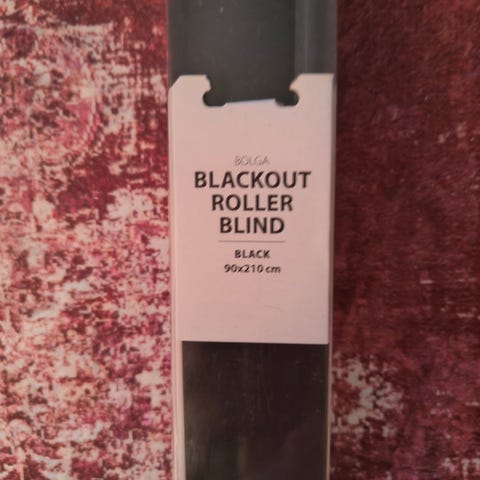 BOLGA
BLACKOUT
ROLLER
BLIND
BLACK
90x210 cm